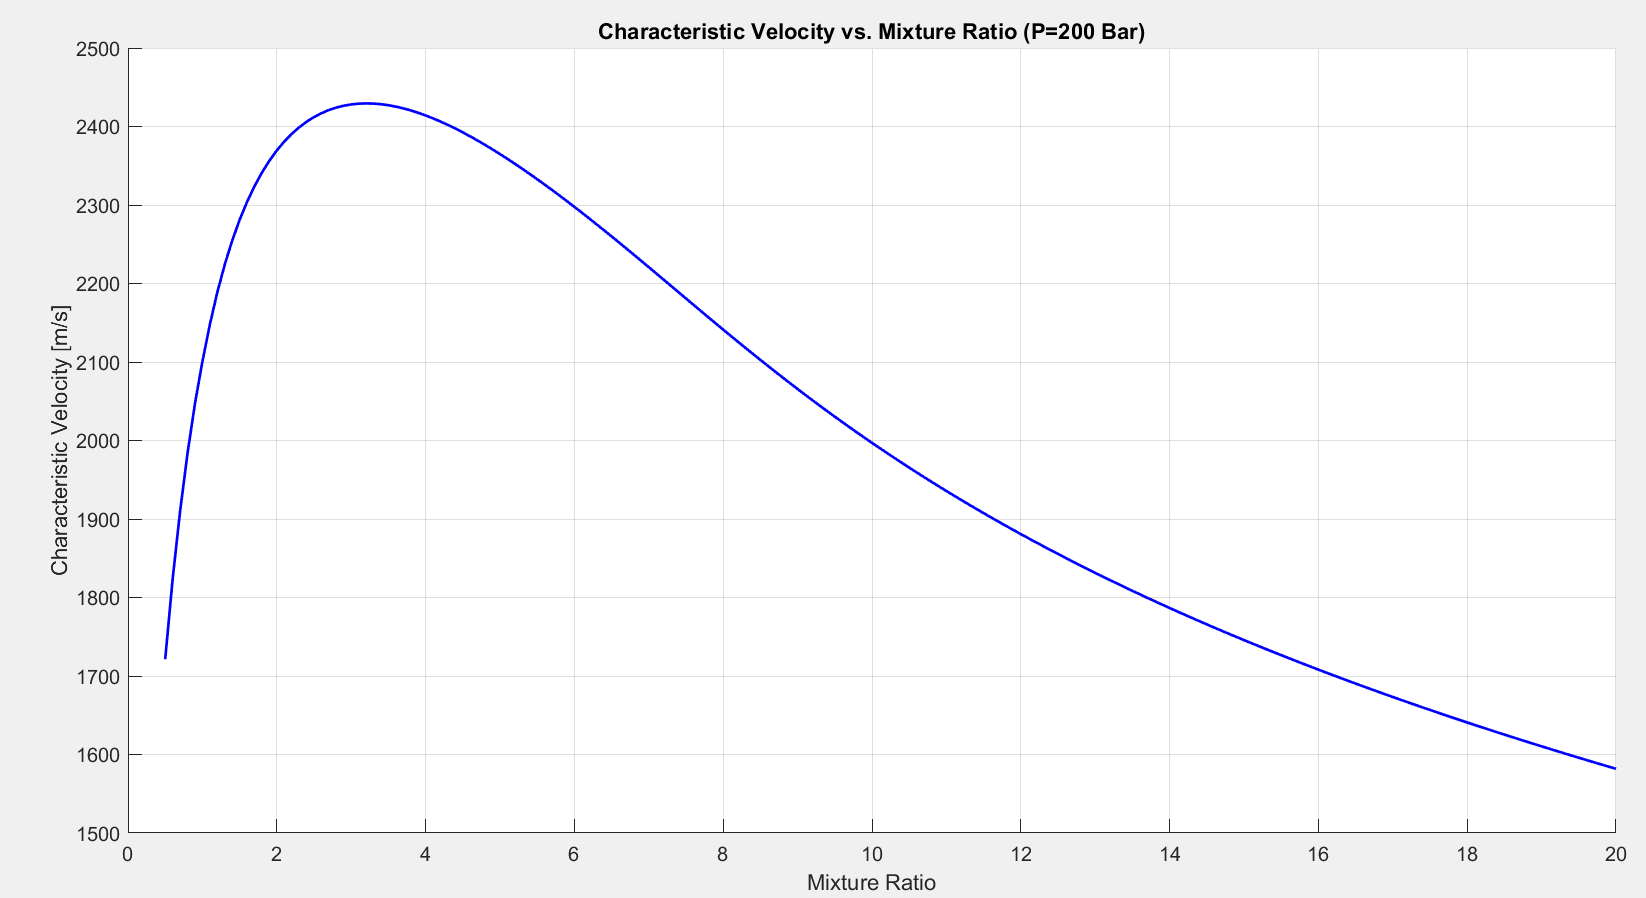 Characteristic Velocity vs. Mixture Ratio (P=200 Bar)
Characteristic Velocity [m/s]
2500
2400
2300
2200
2100
2000
1900
1800
1700
1600
1500
0 2 4 6 8 10 12 14 16 18 20
Mixture Ratio